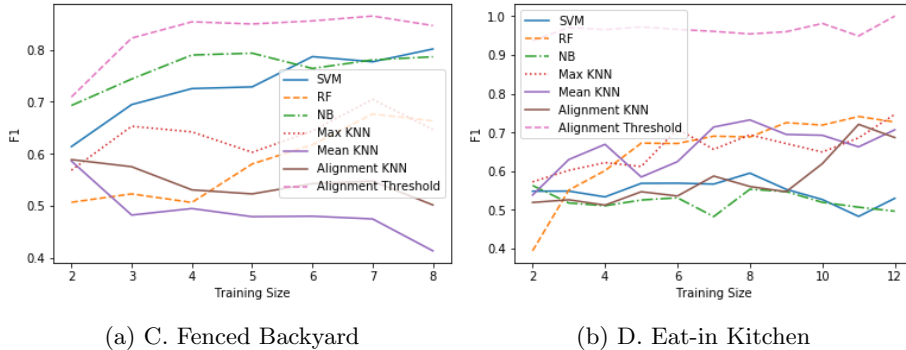 0.8
0.7
0.6
0.5
0.4
F1
2 3 4 5 6 7 8
Training Size
SVM
RF
NB
Max KNN
Mean KNN
Alignment KNN
Alignment Threshold
(a) C. Fenced Backyard
1.0
0.9
0.8
0.7
0.6
0.5
0.4
F1
2 4 6 8 10 12
Training Size
SVM
RF
NB
Max KNN
Mean KNN
Alignment KNN
Alignment Threshold
(b) D. Eat-in Kitchen